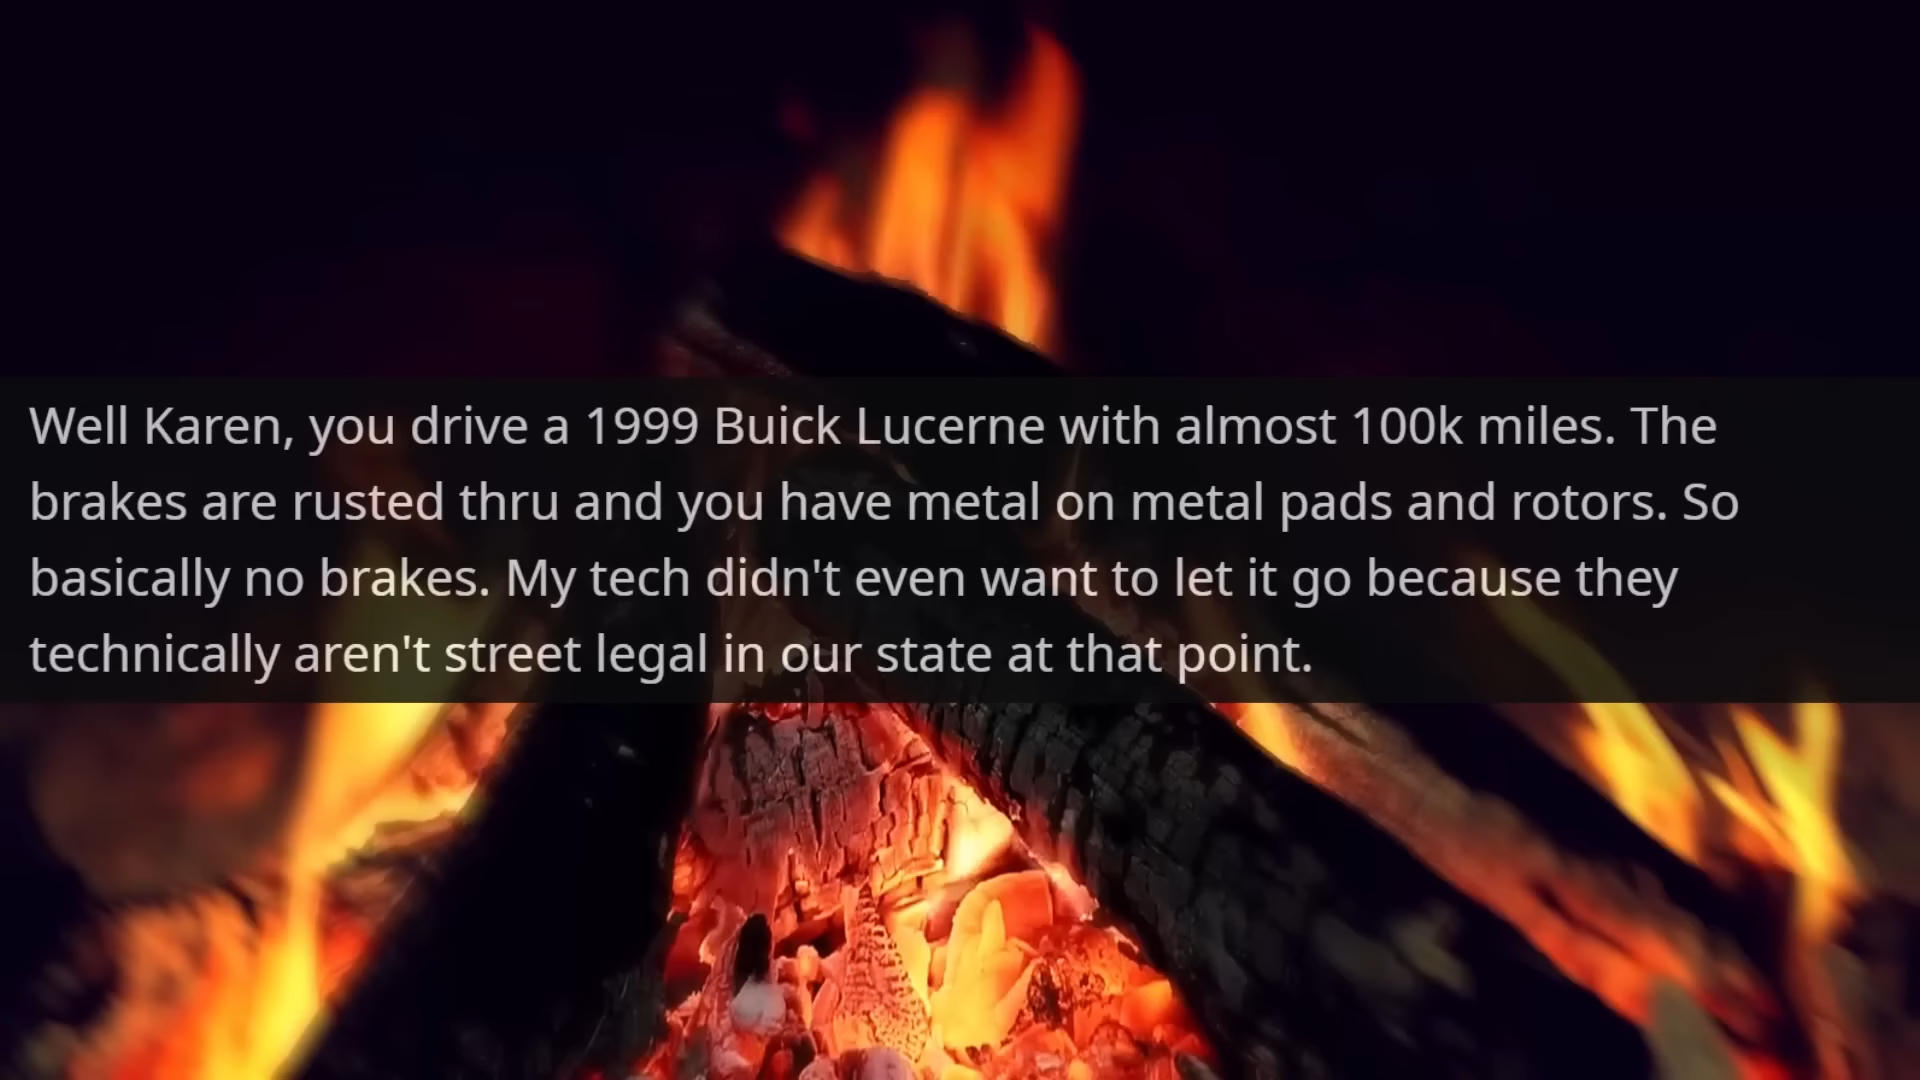 Well Karen, you drive a 1999 Buick Lucerne with almost 100k miles. The
brakes are rusted thru and you have metal on metal pads and rotors. So
basically no brakes. My tech didn't even want to let it go because they
technically aren't street legal in our state at that point.